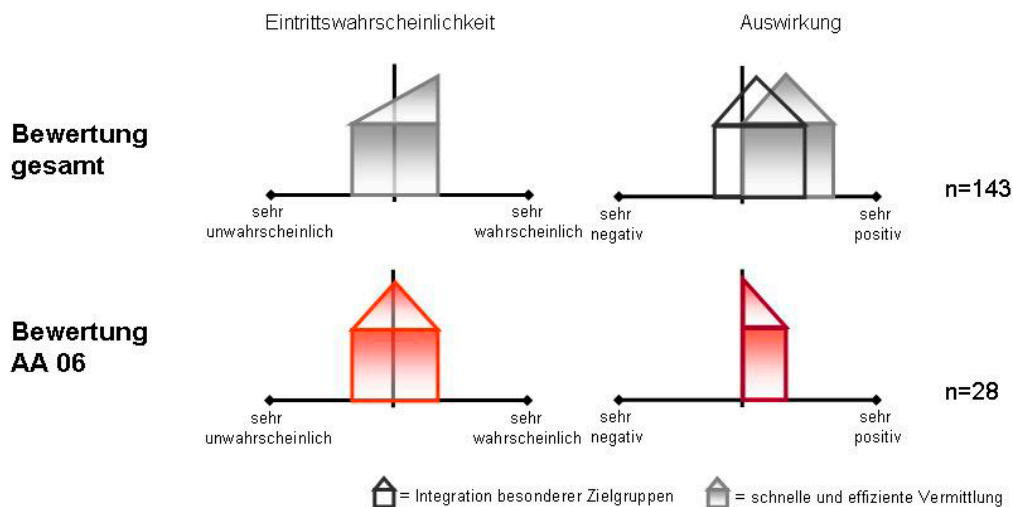 Eintrittswahrscheinlichkeit Auswirkung
Bewertung
gesamt
n=143
sehr
unwahrscheinlich
sehr
wahrscheinlich
sehr
negativ
sehr
positiv
Bewertung
AA 06
n=28
sehr
unwahrscheinlich
sehr
wahrscheinlich
sehr
negativ
sehr
positiv
= Integration besonderer Zielgruppen = schnelle und effiziente Vermittlung